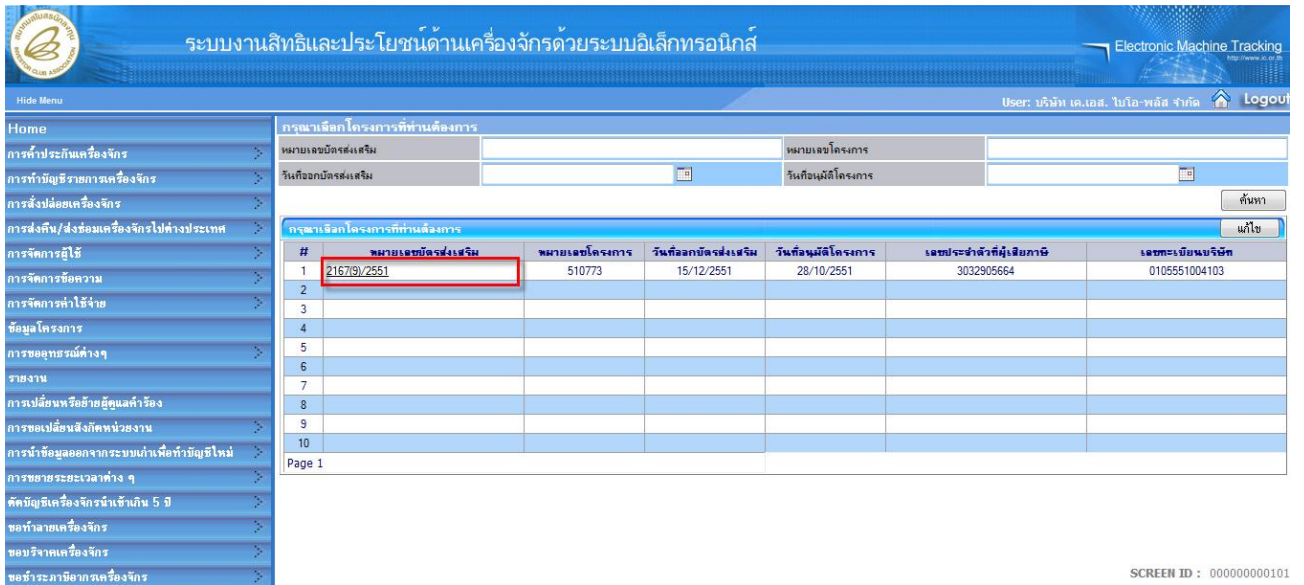 สมาคมสโมสรนักลงทุน
INVESTOR CLUB ASSOCIATION
ระบบงานสิทธิและประโยชน์ด้านเครื่องจักรด้วยระบบอิเล็กทรอนิกส์
Electronic Machine Tracking
http://www.ic.or.th
Hide Menu
User: บริษัท เค.เอส. ไบโอ-พลัส จำกัด Logout
Home
การค้ำประกันเครื่องจักร
การทำบัญชีรายการเครื่องจักร
การสั่งปล่อยเครื่องจักร
การส่งคืน/ส่งซ่อมเครื่องจักรไปต่างประเทศ
การจัดการผู้ใช้
การจัดการข้อความ
การจัดการค่าใช้จ่าย
ข้อมูลโครงการ
การขออุทธรณ์ต่างๆ
รายงาน
การเปลี่ยนหรือย้ายผู้ดูแลคำร้อง
การขอเปลี่ยนสังกัดหน่วยงาน
การนำข้อมูลออกจากระบบเก่าเพื่อทำบัญชีใหม่
การขยายระยะเวลาต่าง ๆ
ตัดบัญชีเครื่องจักรนำเข้าเกิน 5 ปี
ขอทำลายเครื่องจักร
ขอบริจาคเครื่องจักร
ขอชำระภาษีอากรเครื่องจักร
กรุณาเลือกโครงการที่ท่านต้องการ
หมายเลขบัตรส่งเสริม หมายเลขโครงการ
วันที่ออกบัตรส่งเสริม วันที่อนุมัติโครงการ
ค้นหา
กรุณาเลือกโครงการที่ท่านต้องการ แก้ไข
# หมายเลขบัตรส่งเสริม หมายเลขโครงการ วันที่ออกบัตรส่งเสริม วันที่อนุมัติโครงการ เลขประจำตัวที่ผู้เสียภาษี เลขทะเบียนบริษัท
1 2167(9)/2551 510773 15/12/2551 28/10/2551 3032905664 0105551004103
2
3
4
5
6
7
8
9
10
Page 1
SCREEN ID : 000000000101